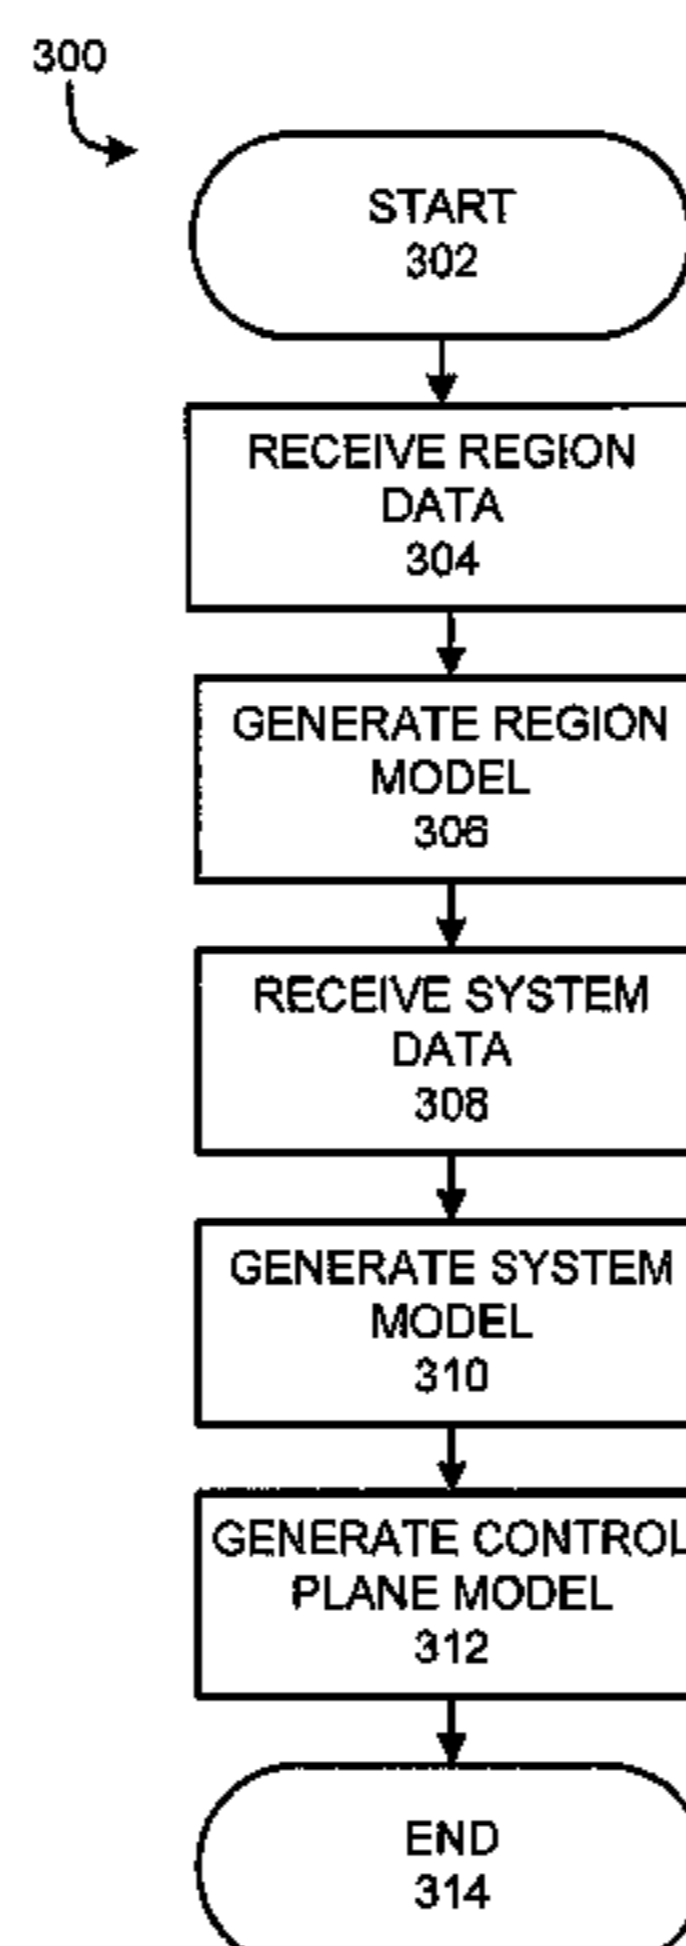 300
START
302
RECEIVE REGION
DATA
304
GENERATE REGION
MODEL
306
RECEIVE SYSTEM
DATA
308
GENERATE SYSTEM
MODEL
310
GENERATE CONTROL
PLANE MODEL
312
END
314